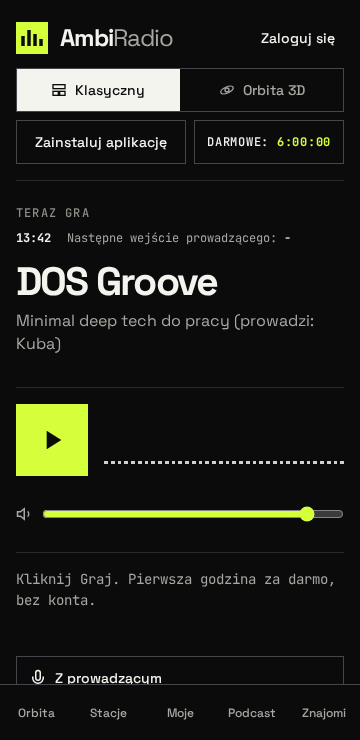 AmbiRadio
Zaloguj się
Klasyczny
Orbita 3D
Zainstaluj aplikację
DARMOWE: 6:00:00
TERAZ GRA
13:42 Następne wejście prowadzącego: -
DOS Groove
Minimal deep tech do pracy (prowadzi:
Kuba)
Kliknij Graj. Pierwsza godzina za darmo,
bez konta.
Z prowadzącym
Orbita
Stacje
Moje
Podcast
Znajomi